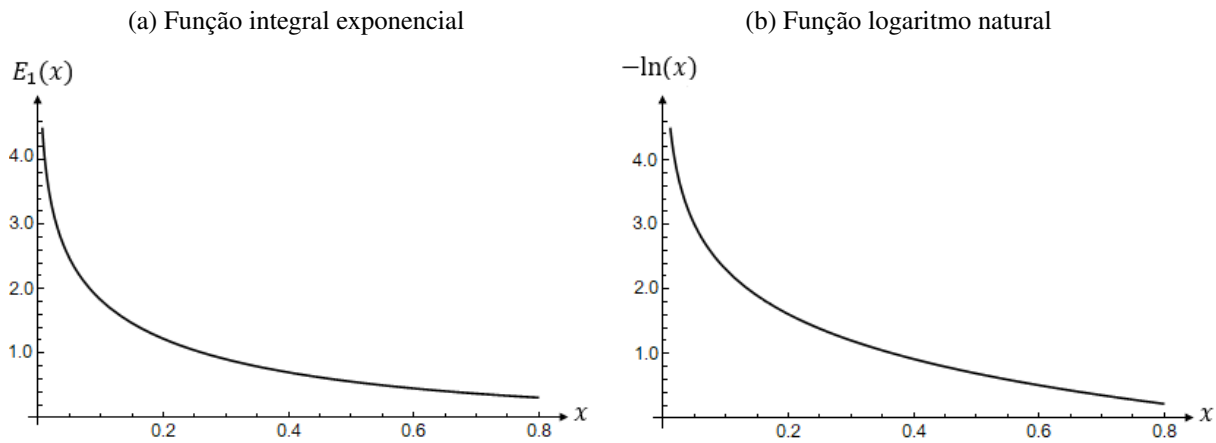 (a) Função integral exponencial
E₁(x)
4.0
3.0
2.0
1.0
0.2
0.4
0.6
0.8
x
(b) Função logaritmo natural
−ln(x)
4.0
3.0
2.0
1.0
0.2
0.4
0.6
0.8
x